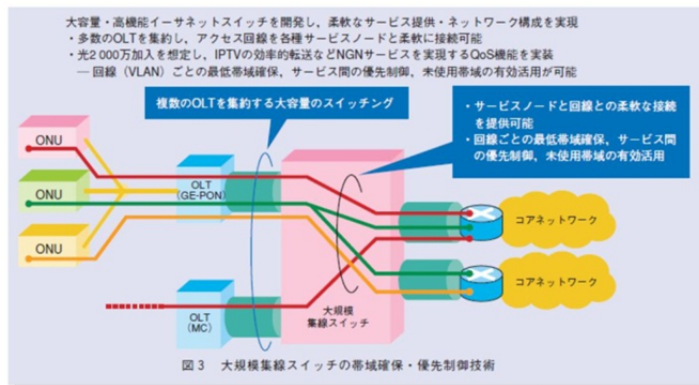 大容量・高機能イーサネットスイッチを開発し、柔軟なサービス提供・ネットワーク構成を実現
・多数のOLTを集約し、アクセス回線を各種サービスノードと柔軟に接続可能
・光2 000万加入を想定し、IPTVの効率的転送などNGNサービスを実現するQoS機能を実装
― 回線（VLAN）ごとの最低帯域確保、サービス間の優先制御、未使用帯域の有効活用が可能
複数のOLTを集約する大容量のスイッチング
・サービスノードと回線との柔軟な接続
を提供可能
・回線ごとの最低帯域確保、サービス間
の優先制御、未使用帯域の有効活用
ONU
ONU
ONU
OLT
(GE-PON)
OLT
(MC)
大規模
集線スイッチ
コアネットワーク
コアネットワーク
図3 大規模集線スイッチの帯域確保・優先制御技術